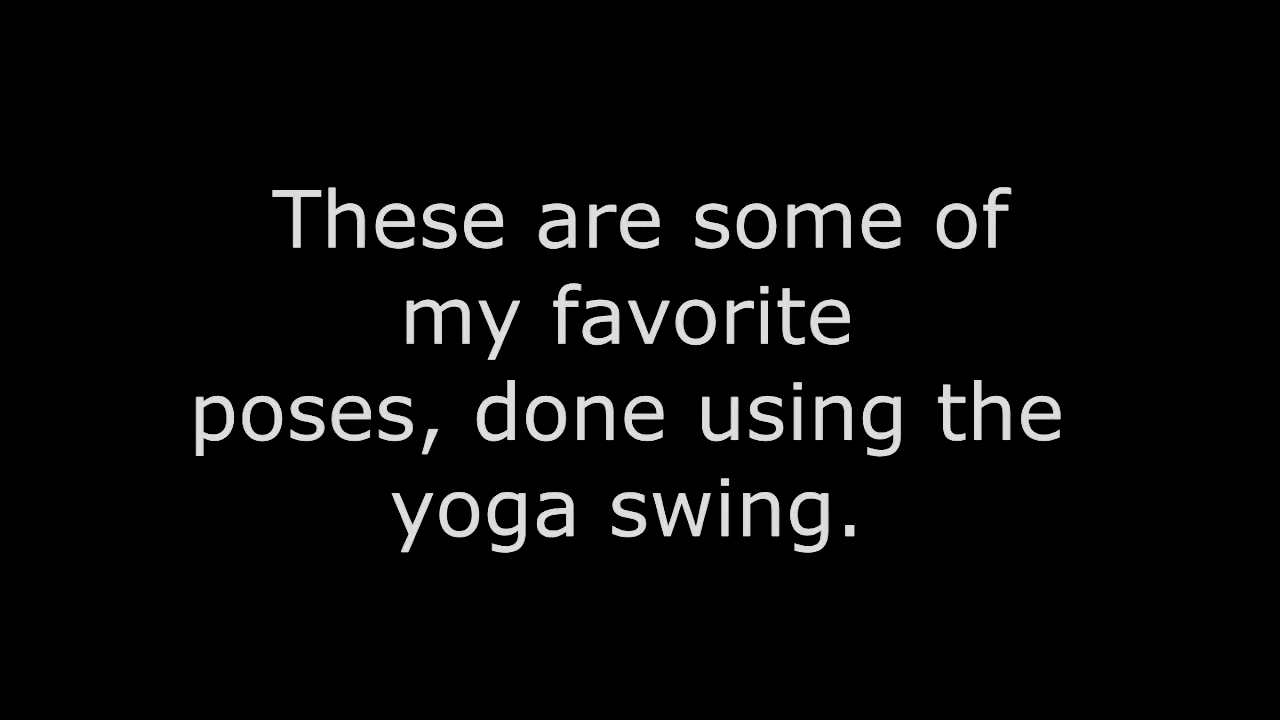 These are some of
my favorite
poses, done using the
yoga swing.